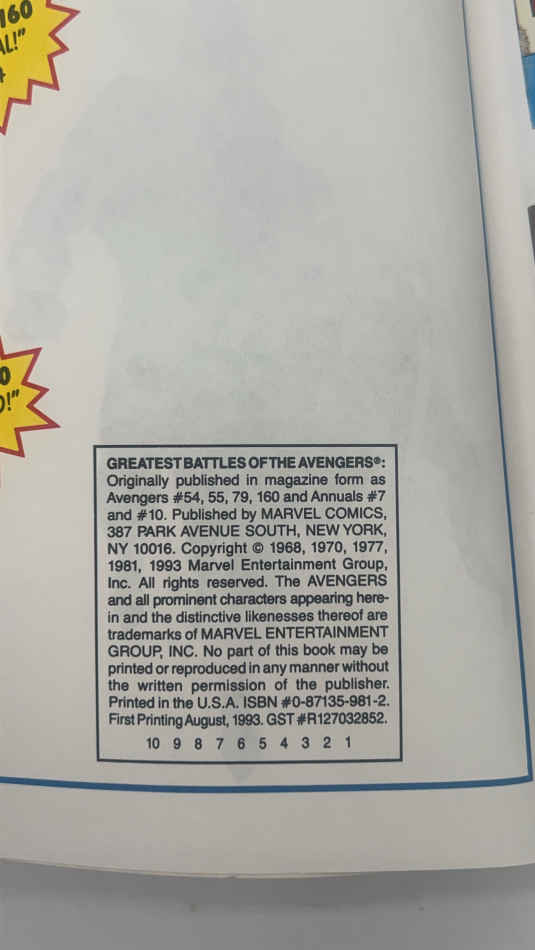 160
AL!"
0
O!"
GREATEST BATTLES OF THE AVENGERS®:
Originally published in magazine form as
Avengers #54, 55, 79, 160 and Annuals #7
and #10. Published by MARVEL COMICS,
387 PARK AVENUE SOUTH, NEW YORK,
NY 10016. Copyright © 1968, 1970, 1977,
1981, 1993 Marvel Entertainment Group,
Inc. All rights reserved. The AVENGERS
and all prominent characters appearing here-
in and the distinctive likenesses thereof are
trademarks of MARVEL ENTERTAINMENT
GROUP, INC. No part of this book may be
printed or reproduced in any manner without
the written permission of the publisher.
Printed in the U.S.A. ISBN #0-87135-981-2.
First Printing August, 1993. GST #R127032852.
10 9 8 7 6 5 4 3 2 1